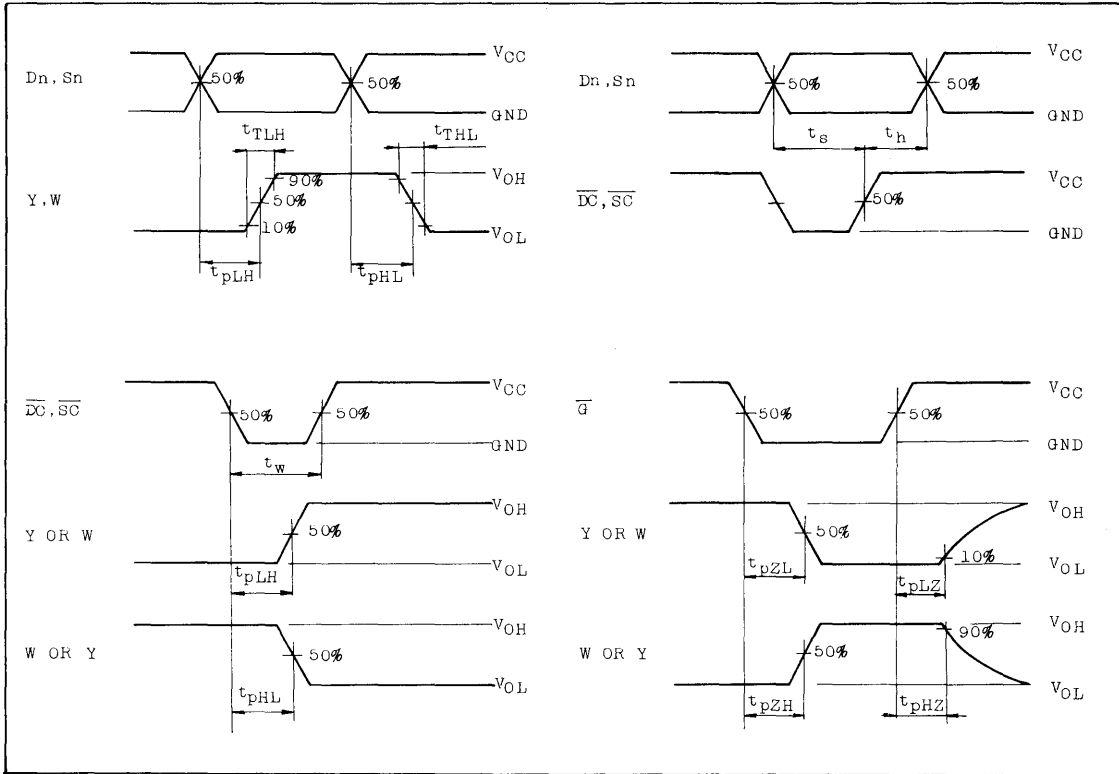 Dn,Sn
50%
50%
VCC
GND
tTLH
tTHL
Y,W
90%
50%
10%
VOH
VOL
tpLH
tpHL
Dn,Sn
50%
50%
VCC
GND
ts
th
DC,SC
50%
VCC
GND
DC,SC
50%
50%
VCC
GND
tw
Y OR W
50%
VOH
VOL
tpLH
W OR Y
50%
VOH
VOL
tpHL
G
50%
50%
VCC
GND
Y OR W
50%
10%
VOH
VOL
tpZL
tpLZ
W OR Y
50%
90%
VOH
VOL
tpZH
tpHZ